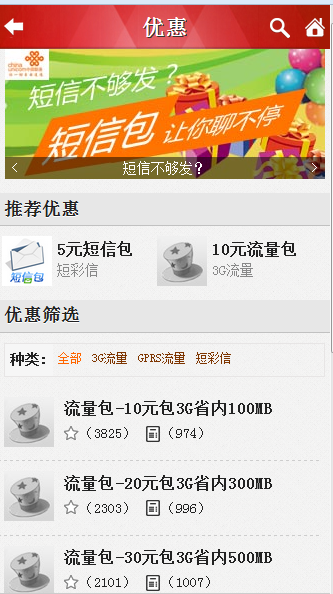 优惠
China
unicom中国联通
短信不够发？
短信包 让你聊不停
短信不够发？
推荐优惠
短信包
5元短信包
短彩信
10元流量包
3G流量
优惠筛选
种类： 全部 3G流量 GPRS流量 短彩信
流量包-10元包3G省内100MB
（3825） （974）
流量包-20元包3G省内300MB
（2303） （996）
流量包-30元包3G省内500MB
（2101） （1007）